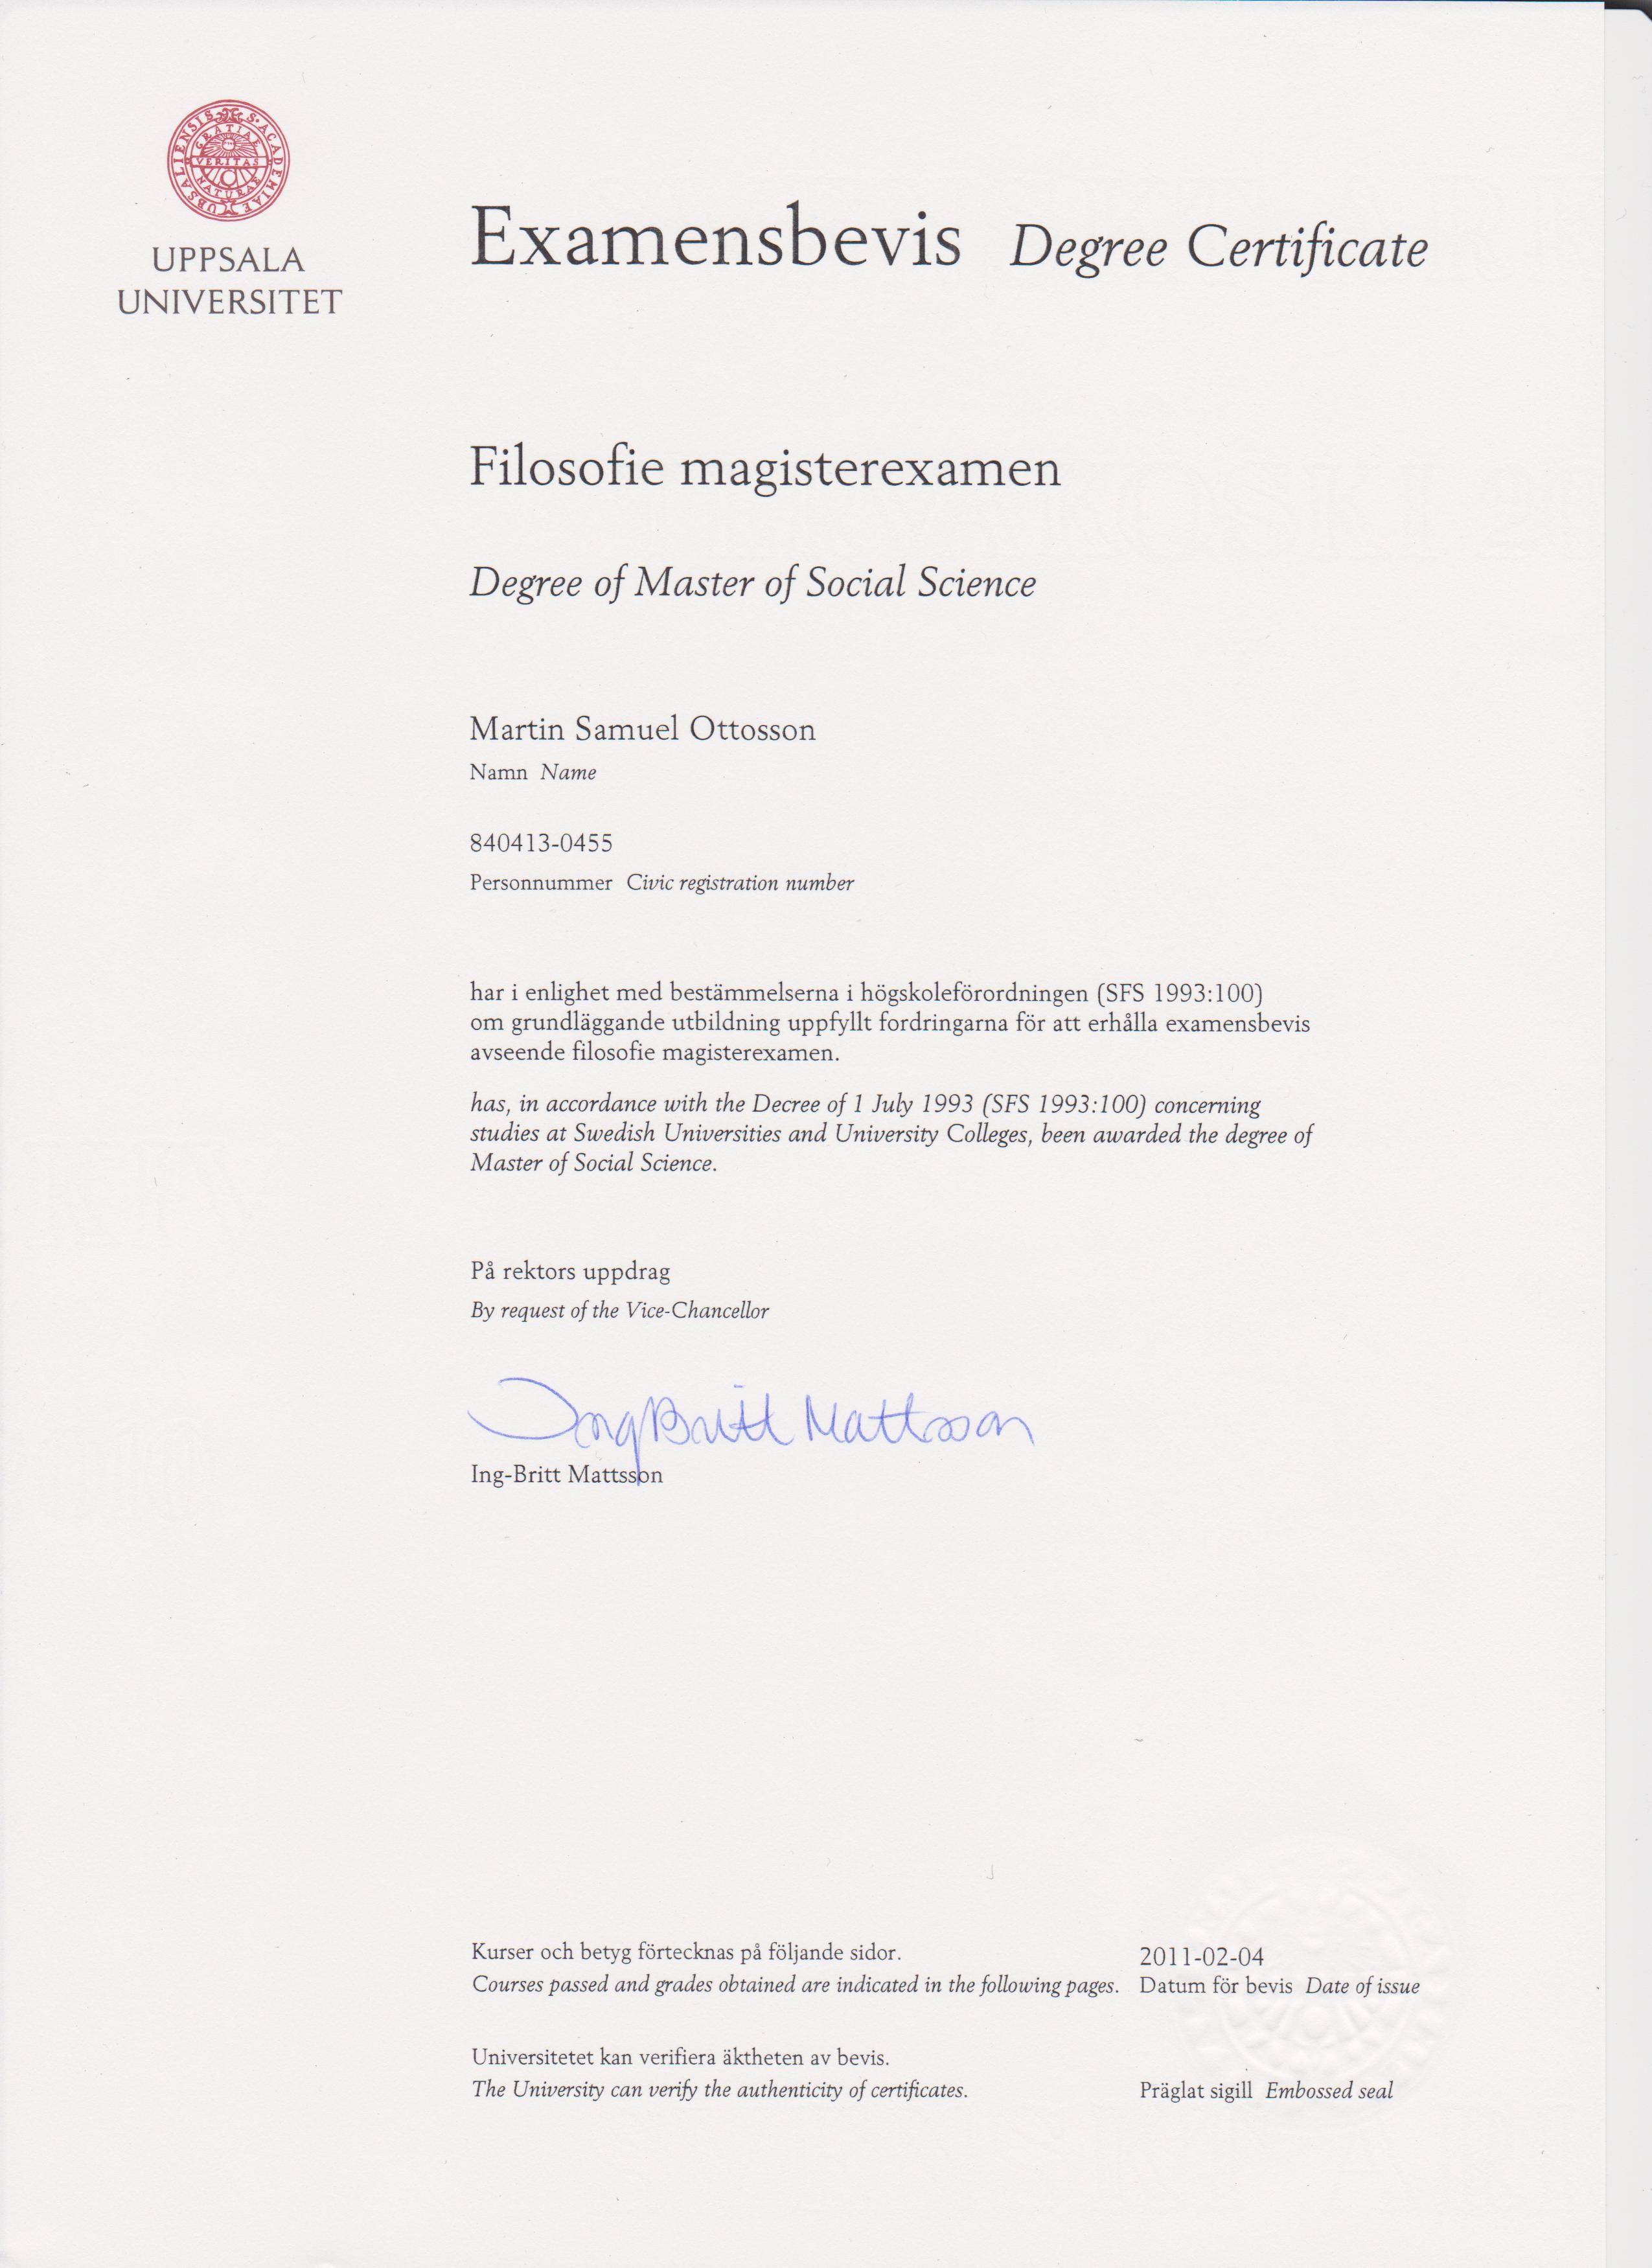 UBSALIENSIS S. ACADEMIAE
GRATIAE
VERITAS
NATURAE
UPPSALA
UNIVERSITET
Examensbevis Degree Certificate
Filosofie magisterexamen
Degree of Master of Social Science
Martin Samuel Ottosson
Namn Name
840413-0455
Personnummer Civic registration number
har i enlighet med bestämmelserna i högskoleförordningen (SFS 1993:100)
om grundläggande utbildning uppfyllt fordringarna för att erhålla examensbevis
avseende filosofie magisterexamen.
has, in accordance with the Decree of 1 July 1993 (SFS 1993:100) concerning
studies at Swedish Universities and University Colleges, been awarded the degree of
Master of Social Science.
På rektors uppdrag
By request of the Vice-Chancellor
IngBritt Mattsson
Ing-Britt Mattsson
Kurser och betyg förtecknas på följande sidor.
Courses passed and grades obtained are indicated in the following pages.
2011-02-04
Datum för bevis Date of issue
Universitetet kan verifiera äktheten av bevis.
The University can verify the authenticity of certificates.
Präglat sigill Embossed seal